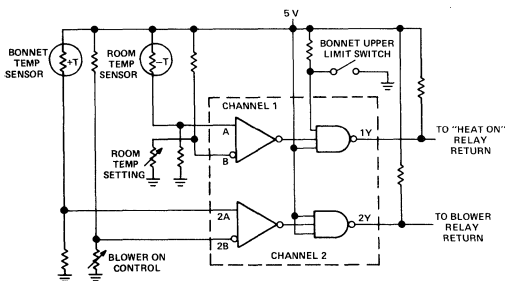 5 V
BONNET
TEMP
SENSOR
+T
ROOM
TEMP
SENSOR
−T
BONNET UPPER
LIMIT SWITCH
CHANNEL 1
A
B
1Y
TO "HEAT ON"
RELAY
RETURN
ROOM
TEMP
SETTING
2A
2B
2Y
TO BLOWER
RELAY
RETURN
BLOWER ON
CONTROL
CHANNEL 2